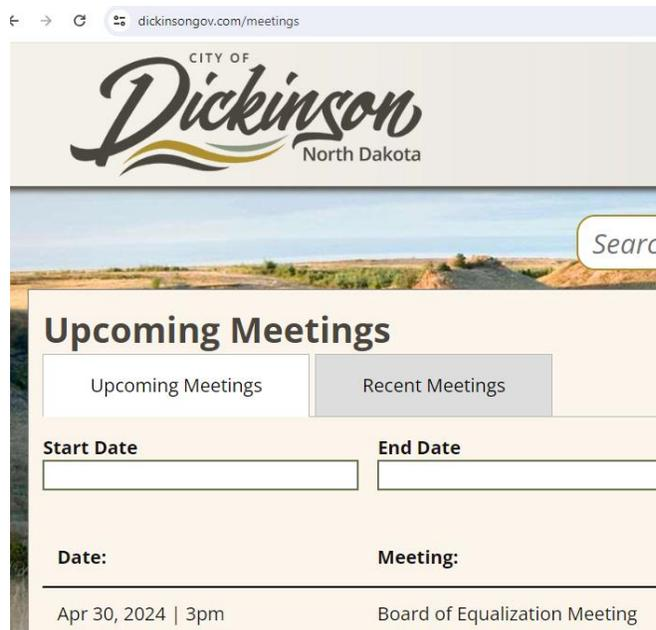 dickinsongov.com/meetings
CITY OF
Dickinson
North Dakota
Upcoming Meetings
Upcoming Meetings Recent Meetings
Start Date End Date
Date: Meeting:
Apr 30, 2024 | 3pm Board of Equalization Meeting